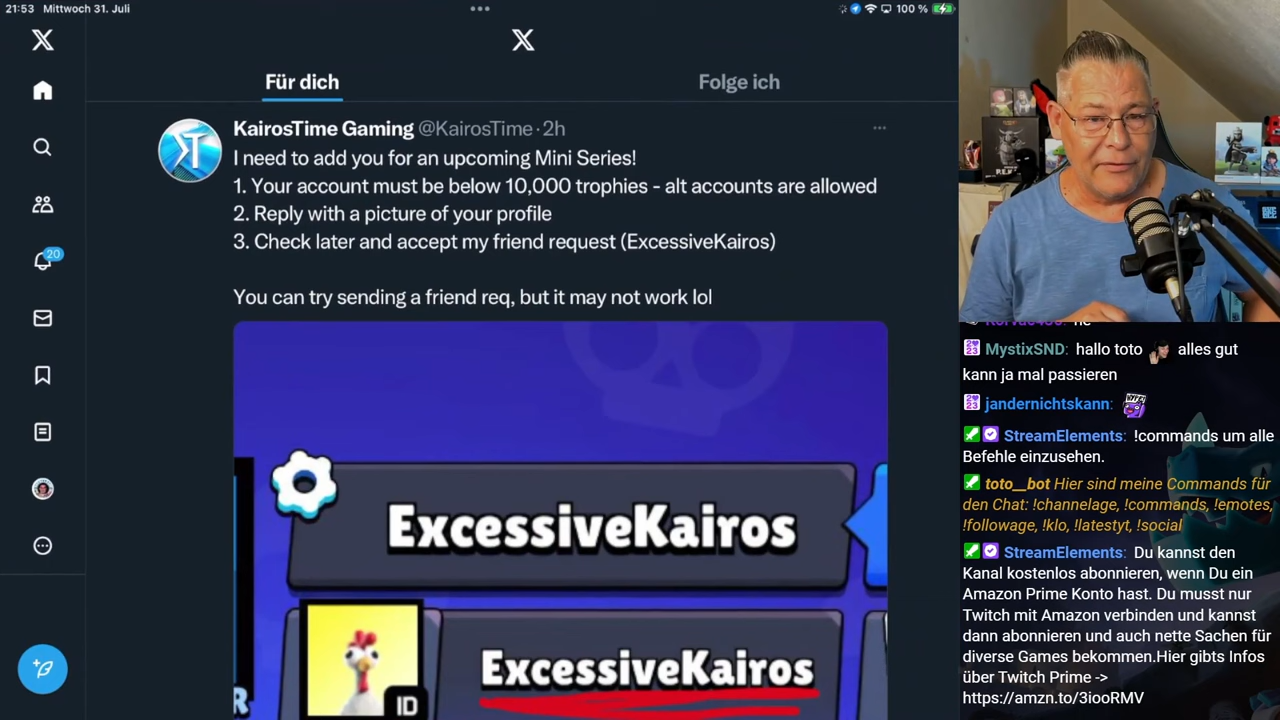 21:53 Mittwoch 31. Juli
100 %
Für dich
Folge ich
20
KairosTime Gaming @KairosTime · 2h
I need to add you for an upcoming Mini Series!
1. Your account must be below 10,000 trophies - alt accounts are allowed
2. Reply with a picture of your profile
3. Check later and accept my friend request (ExcessiveKairos)
You can try sending a friend req, but it may not work lol
ExcessiveKairos
ExcessiveKairos
ID
R
MystixSND: hallo toto alles gut
kann ja mal passieren
jandernichtskann:
StreamElements: !commands um alle
Befehle einzusehen.
toto__bot Hier sind meine Commands für
den Chat: !channelage, !commands, !emotes,
!followage, !klo, !latestyt, !social
StreamElements: Du kannst den
Kanal kostenlos abonnieren, wenn Du ein
Amazon Prime Konto hast. Du musst nur
Twitch mit Amazon verbinden und kannst
dann abonnieren und auch nette Sachen für
diverse Games bekommen.Hier gibts Infos
über Twitch Prime ->
https://amzn.to/3iooRMV